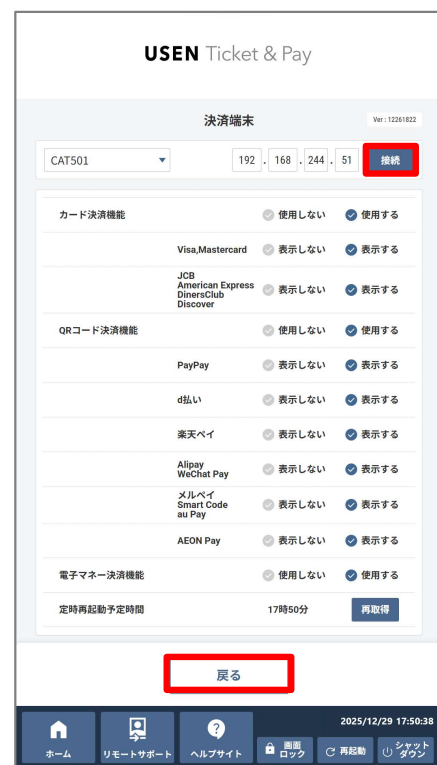 USEN Ticket & Pay
決済端末
Ver : 12261822
CAT501
192 . 168 . 244 . 51
接続
カード決済機能 使用しない 使用する
Visa,Mastercard 表示しない 表示する
JCB
American Express
DinersClub
Discover
表示しない 表示する
QRコード決済機能 使用しない 使用する
PayPay 表示しない 表示する
d払い 表示しない 表示する
楽天ペイ 表示しない 表示する
Alipay
WeChat Pay
表示しない 表示する
メルペイ
Smart Code
au Pay
表示しない 表示する
AEON Pay 表示しない 表示する
電子マネー決済機能 使用しない 使用する
定時再起動予定時間 17時50分 再取得
戻る
2025/12/29 17:50:38
ホーム
リモートサポート
ヘルプサイト
画面
ロック
再起動
シャット
ダウン